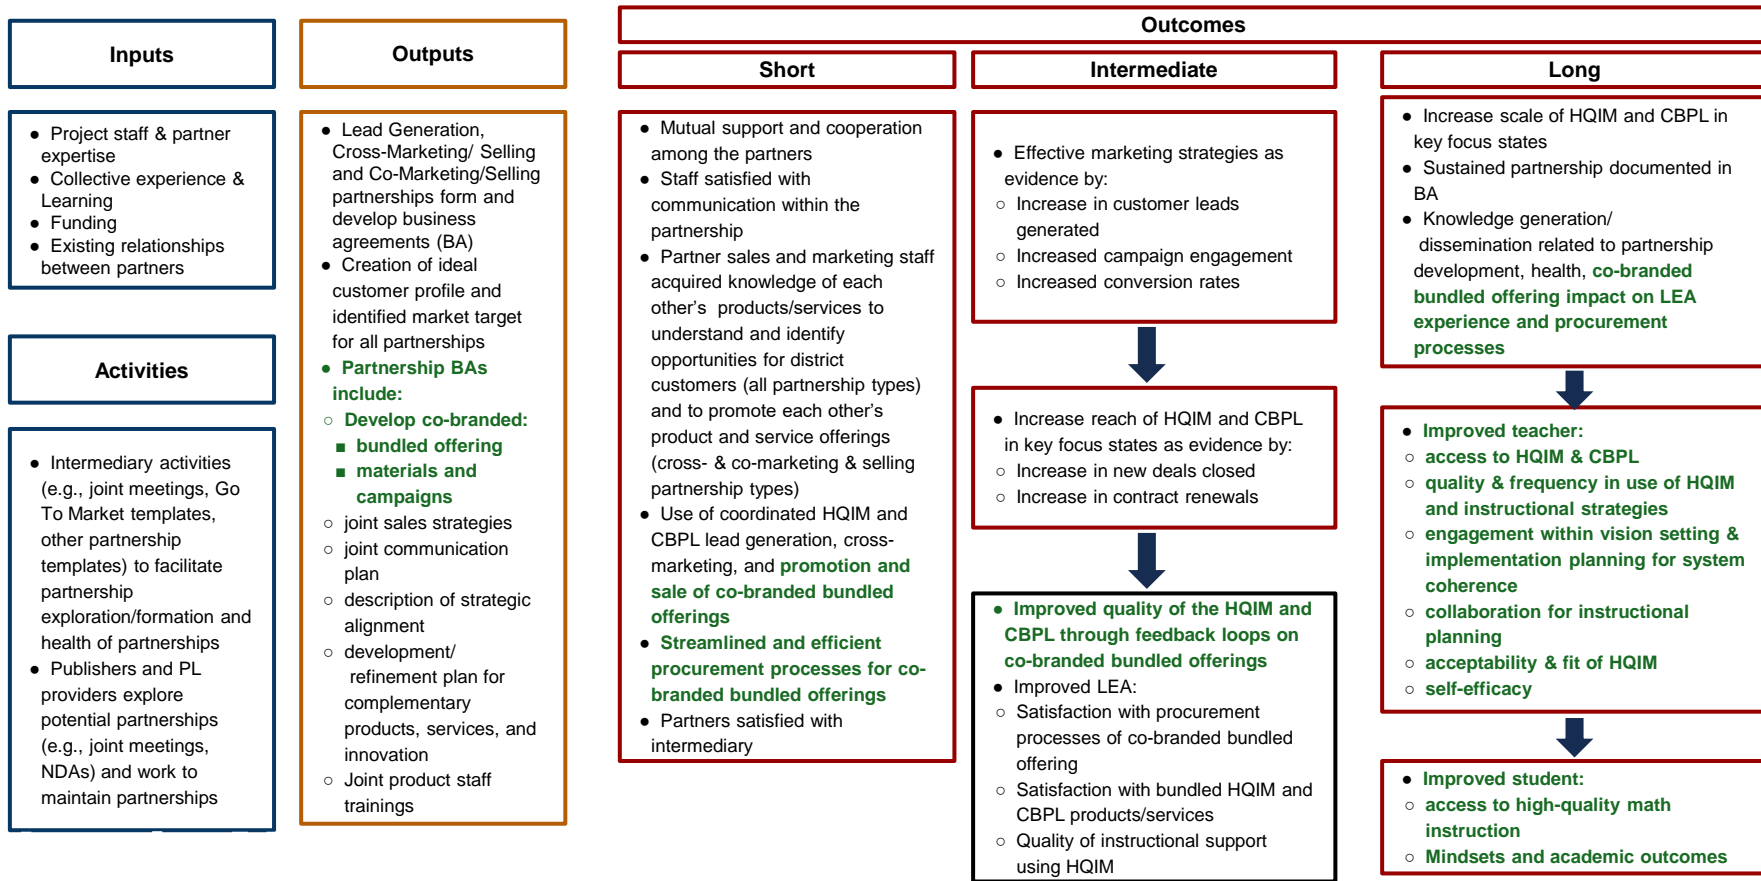 Inputs
● Project staff & partner
expertise
● Collective experience &
Learning
● Funding
● Existing relationships
between partners
Activities
● Intermediary activities
(e.g., joint meetings, Go
To Market templates,
other partnership
templates) to facilitate
partnership
exploration/formation and
health of partnerships
● Publishers and PL
providers explore
potential partnerships
(e.g., joint meetings,
NDAs) and work to
maintain partnerships
Outputs
● Lead Generation,
Cross-Marketing/ Selling
and Co-Marketing/Selling
partnerships form and
develop business
agreements (BA)
● Creation of ideal
customer profile and
identified market target
for all partnerships
● Partnership BAs
include:
○ Develop co-branded:
■ bundled offering
■ materials and
campaigns
○ joint sales strategies
○ joint communication
plan
○ description of strategic
alignment
○ development/
refinement plan for
complementary
products, services, and
innovation
○ Joint product staff
trainings
Outcomes
Short
● Mutual support and cooperation
among the partners
● Staff satisfied with
communication within the
partnership
● Partner sales and marketing staff
acquired knowledge of each
other’s products/services to
understand and identify
opportunities for district
customers (all partnership types)
and to promote each other’s
product and service offerings
(cross- & co-marketing & selling
partnership types)
● Use of coordinated HQIM and
CBPL lead generation, cross-
marketing, and promotion and
sale of co-branded bundled
offerings
● Streamlined and efficient
procurement processes for co-
branded bundled offerings
● Partners satisfied with
intermediary
Intermediate
● Effective marketing strategies as
evidence by:
○ Increase in customer leads
generated
○ Increased campaign engagement
○ Increased conversion rates
● Increase reach of HQIM and CBPL
in key focus states as evidence by:
○ Increase in new deals closed
○ Increase in contract renewals
● Improved quality of the HQIM and
CBPL through feedback loops on
co-branded bundled offerings
● Improved LEA:
○ Satisfaction with procurement
processes of co-branded bundled
offering
○ Satisfaction with bundled HQIM and
CBPL products/services
○ Quality of instructional support
using HQIM
Long
● Increase scale of HQIM and CBPL in
key focus states
● Sustained partnership documented in
BA
● Knowledge generation/
dissemination related to partnership
development, health, co-branded
bundled offering impact on LEA
experience and procurement
processes
● Improved teacher:
○ access to HQIM & CBPL
○ quality & frequency in use of HQIM
and instructional strategies
○ engagement within vision setting &
implementation planning for system
coherence
○ collaboration for instructional
planning
○ acceptability & fit of HQIM
○ self-efficacy
● Improved student:
○ access to high-quality math
instruction
○ Mindsets and academic outcomes